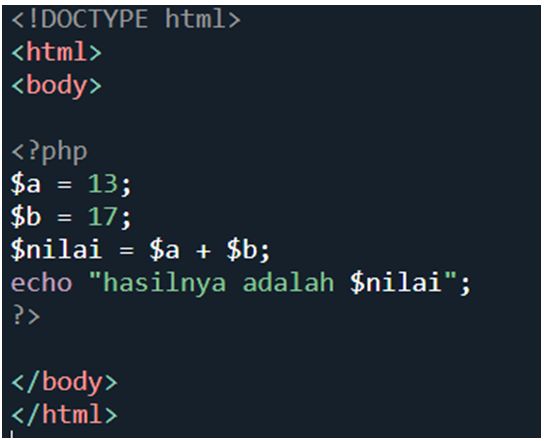 <!DOCTYPE html>
<html>
<body>
<?php
$a = 13;
$b = 17;
$nilai = $a + $b;
echo "hasilnya adalah $nilai";
?>
</body>
</html>